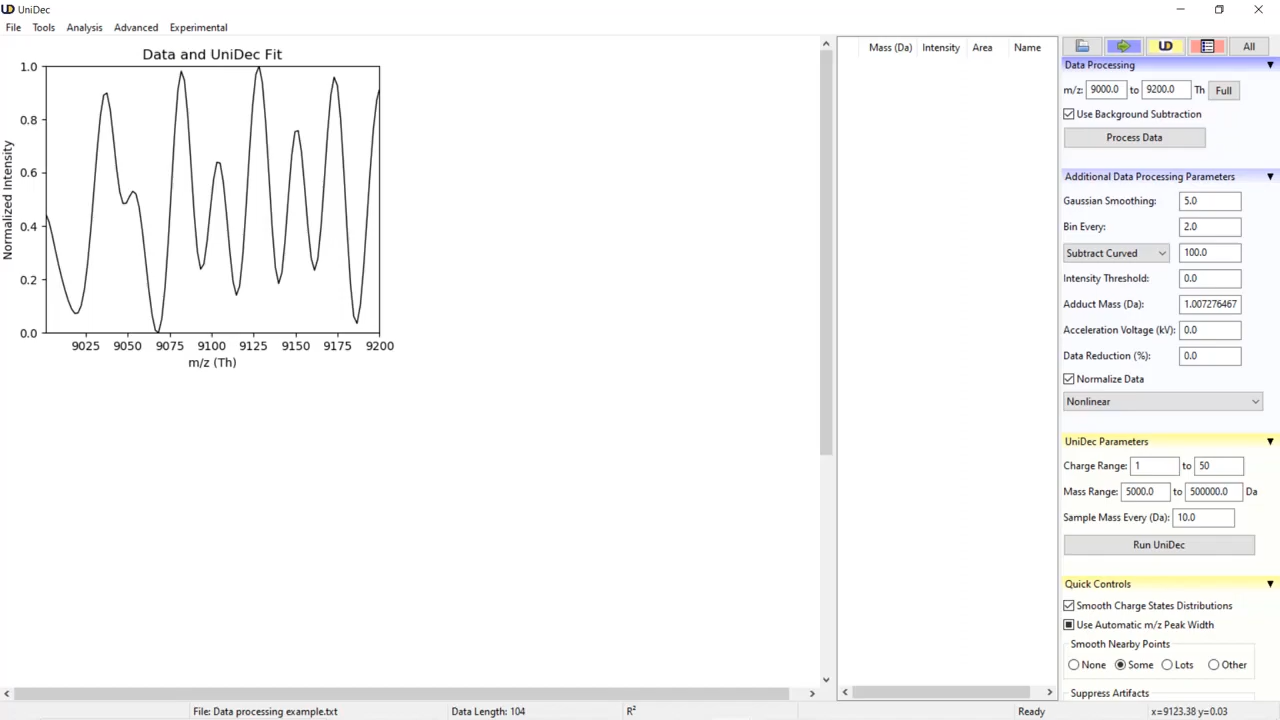 UniDec
File Tools Analysis Advanced Experimental
Data and UniDec Fit
1.0
0.8
0.6
0.4
0.2
0.0
Normalized Intensity
9025 9050 9075 9100 9125 9150 9175 9200
m/z (Th)
Mass (Da) Intensity Area Name
UD All
Data Processing
m/z: 9000.0 to 9200.0 Th Full
Use Background Subtraction
Process Data
Additional Data Processing Parameters
Gaussian Smoothing: 5.0
Bin Every: 2.0
Subtract Curved 100.0
Intensity Threshold: 0.0
Adduct Mass (Da): 1.007276467
Acceleration Voltage (kV): 0.0
Data Reduction (%): 0.0
Normalize Data
Nonlinear
UniDec Parameters
Charge Range: 1 to 50
Mass Range: 5000.0 to 500000.0 Da
Sample Mass Every (Da): 10.0
Run UniDec
Quick Controls
Smooth Charge States Distributions
Use Automatic m/z Peak Width
Smooth Nearby Points
None Some Lots Other
Suppress Artifacts
File: Data processing example.txt Data Length: 104 R² Ready x=9123.38 y=0.03